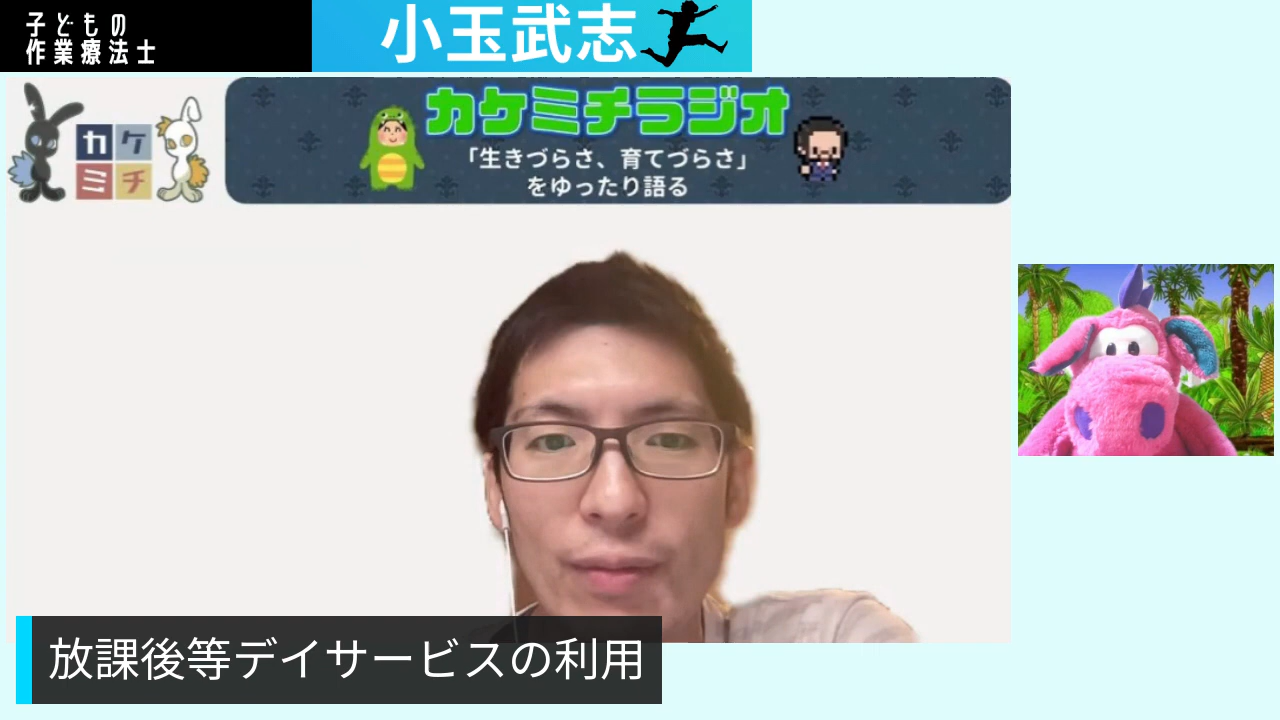 子どもの
作業療法士
小玉武志
カケ
ミチ
カケミチラジオ
「生きづらさ、育てづらさ」
をゆったり語る
放課後等デイサービスの利用